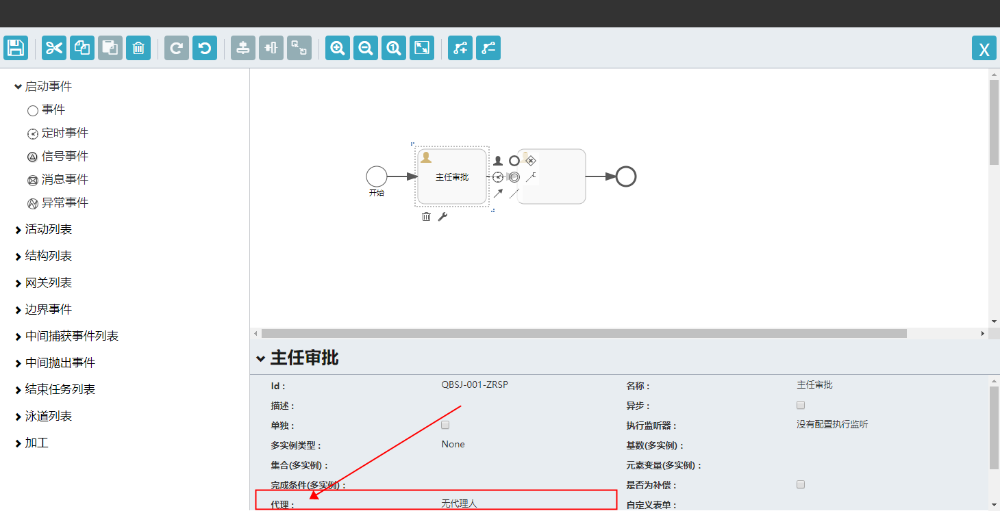 X
启动事件
事件
定时事件
信号事件
消息事件
异常事件
活动列表
结构列表
网关列表
边界事件
中间捕获事件列表
中间抛出事件
结束任务列表
泳道列表
加工
开始
主任审批
主任审批
Id : QBSJ-001-ZRSP 名称 : 主任审批
描述 : 异步 :
单独 : 执行监听器 : 没有配置执行监听
多实例类型 : None 基数(多实例) :
集合(多实例) : 元素变量(多实例) :
完成条件(多实例) : 是否为补偿 :
代理 : 无代理人 自定义表单 :